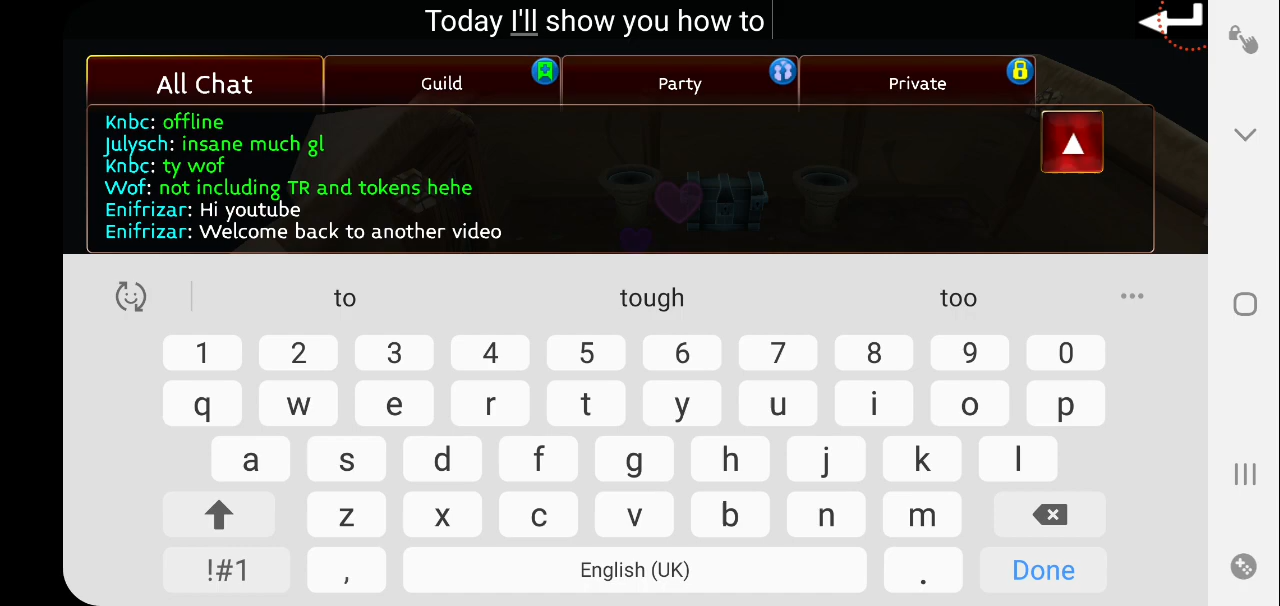 Today I'll show you how to
All Chat
Guild
Party
Private
Knbc: offline
Julysch: insane much gl
Knbc: ty wof
Wof: not including TR and tokens hehe
Enifrizar: Hi youtube
Enifrizar: Welcome back to another video
to tough too
1 2 3 4 5 6 7 8 9 0
q w e r t y u i o p
a s d f g h j k l
z x c v b n m
!#1 , English (UK) . Done